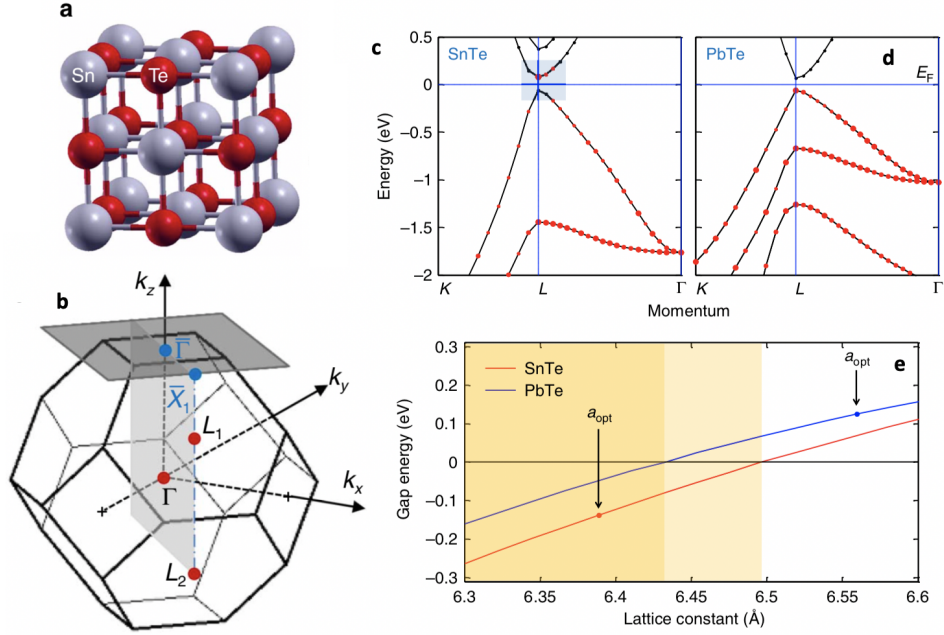 a
Sn
Te
b
k_z
Γ̅
k_y
X̅_1
L_1
k_x
Γ
L_2
c
SnTe
0.5
0
−0.5
−1
−1.5
−2
Energy (eV)
K
L
Γ
PbTe
d
E_F
K
L
Γ
Momentum
e
SnTe
PbTe
a_opt
a_opt
0.3
0.2
0.1
0
−0.1
−0.2
−0.3
Gap energy (eV)
6.3
6.35
6.4
6.45
6.5
6.55
6.6
Lattice constant (Å)